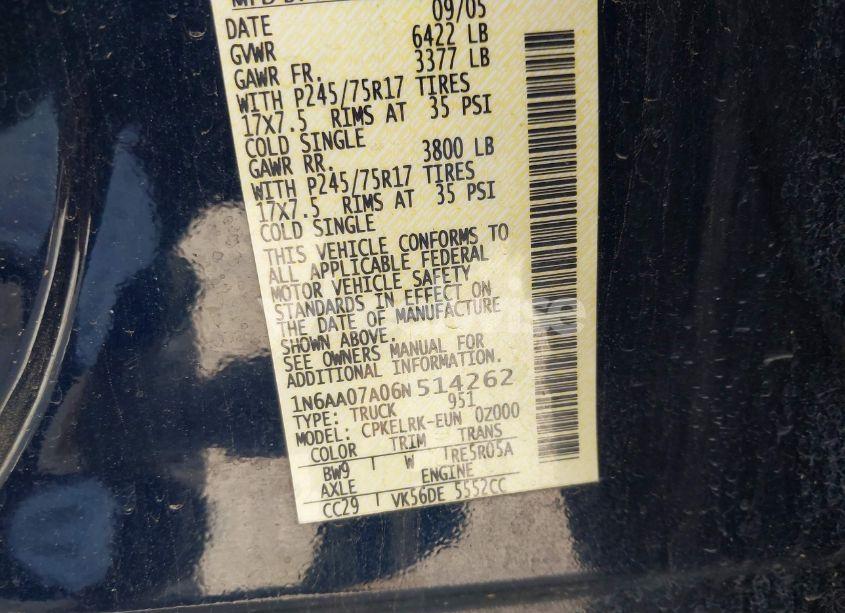 DATE 09/05
GVWR 6422 LB
GAWR FR. 3377 LB
WITH P245/75R17 TIRES
17X7.5 RIMS AT 35 PSI
COLD SINGLE
GAWR RR. 3800 LB
WITH P245/75R17 TIRES
17X7.5 RIMS AT 35 PSI
COLD SINGLE
THIS VEHICLE CONFORMS TO
ALL APPLICABLE FEDERAL
MOTOR VEHICLE SAFETY
STANDARDS IN EFFECT ON
THE DATE OF MANUFACTURE
SHOWN ABOVE.
SEE OWNERS MANUAL FOR
ADDITIONAL INFORMATION.
1N6AA07A06N514262
TYPE: TRUCK 951
MODEL: CPKELRK-EUN 0Z000
COLOR TRIM TRANS
BW9 W RE5R05A
AXLE ENGINE
CC29 VK56DE 5552CC